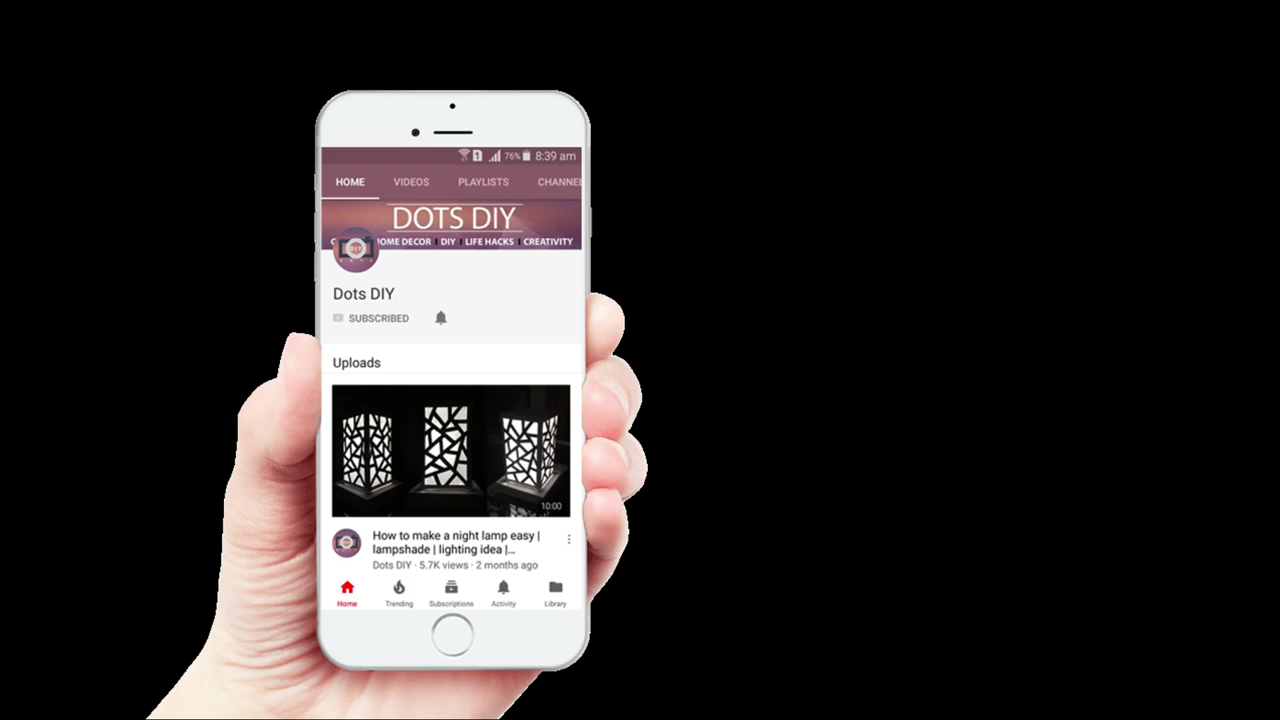 1 76% 8:39 am
HOME VIDEOS PLAYLISTS CHANNEL
DOTS DIY
HOME DECOR | DIY | LIFE HACKS | CREATIVITY
DIY
Dots DIY
SUBSCRIBED
Uploads
10:00
How to make a night lamp easy |
lampshade | lighting idea |...
Dots DIY · 5.7K views · 2 months ago
Home Trending Subscriptions Activity Library